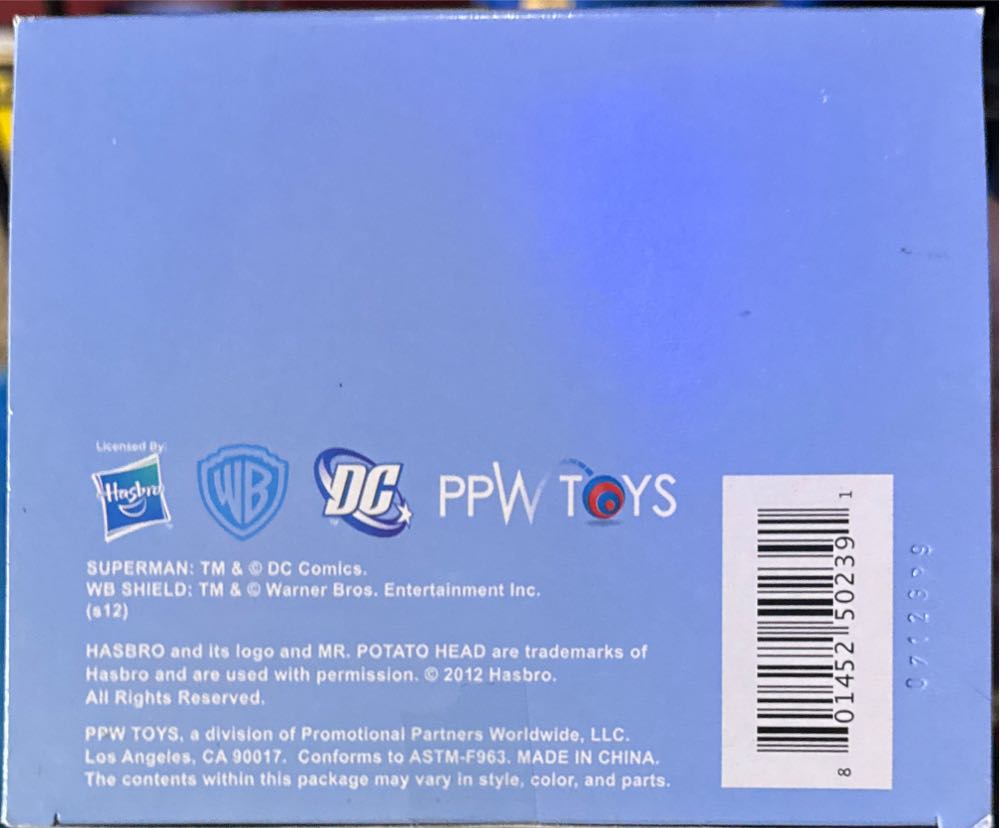 Licensed By:
Hasbro
WB
DC
PPW TOYS
SUPERMAN: TM & © DC Comics.
WB SHIELD: TM & © Warner Bros. Entertainment Inc.
(s12)
HASBRO and its logo and MR. POTATO HEAD are trademarks of
Hasbro and are used with permission. © 2012 Hasbro.
All Rights Reserved.
PPW TOYS, a division of Promotional Partners Worldwide, LLC.
Los Angeles, CA 90017. Conforms to ASTM-F963. MADE IN CHINA.
The contents within this package may vary in style, color, and parts.
8 01452 50239 1